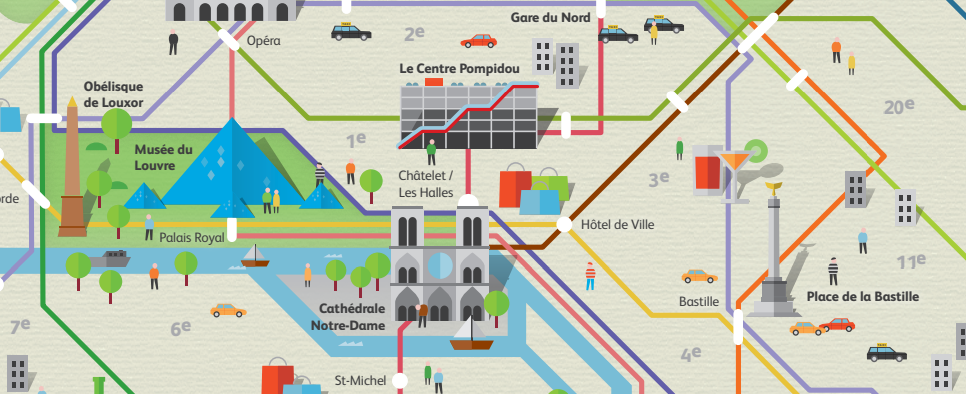 Gare du Nord
2e
Opéra
Le Centre Pompidou
Obélisque
de Louxor
20e
1e
Musée du
Louvre
3e
Châtelet /
Les Halles
Hôtel de Ville
Palais Royal
11e
Bastille
Place de la Bastille
Cathédrale
Notre-Dame
7e
6e
4e
St-Michel